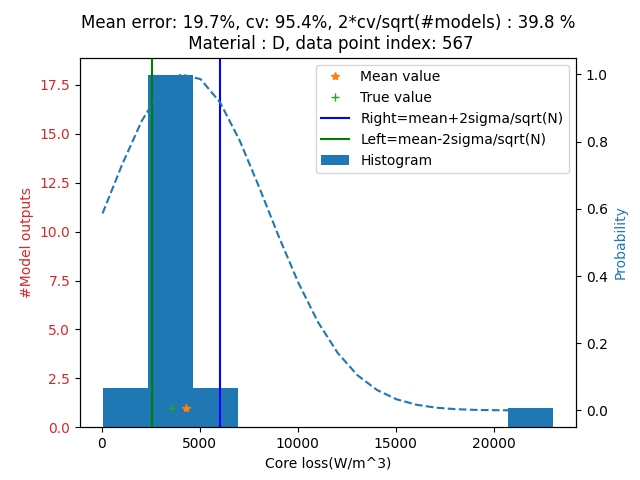 Mean error: 19.7%, cv: 95.4%, 2*cv/sqrt(#models) : 39.8 %
Material : D, data point index: 567
Mean value
True value
Right=mean+2sigma/sqrt(N)
Left=mean-2sigma/sqrt(N)
Histogram
#Model outputs
17.5
15.0
12.5
10.0
7.5
5.0
2.5
0.0
1.0
0.8
0.6
0.4
0.2
0.0
Probability
0 5000 10000 15000 20000
Core loss(W/m^3)